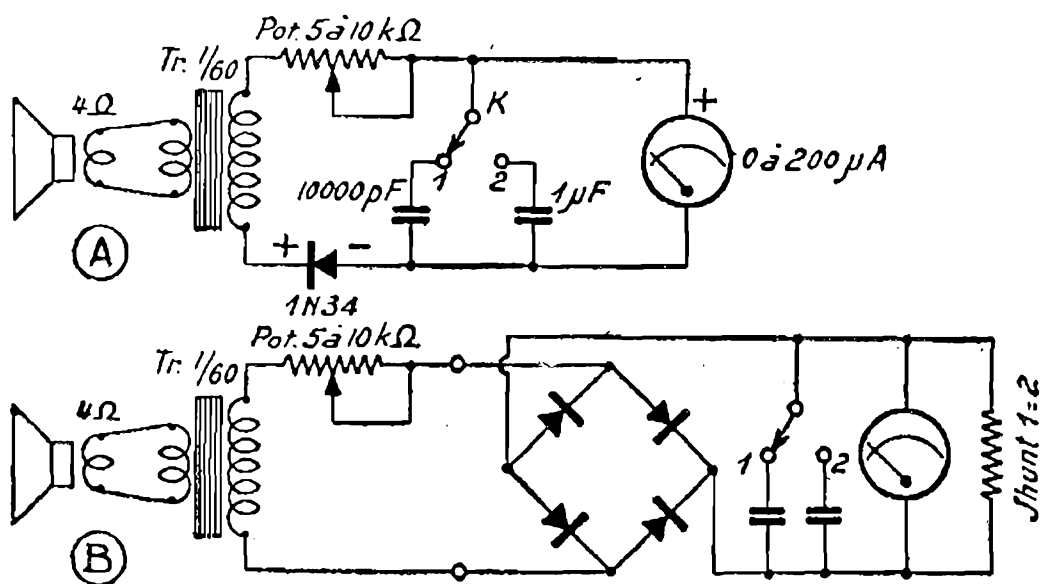 Pot. 5 à 10 kΩ
Tr. 1/60
4Ω
K
+
0 à 200 µA
1
2
10000 pF
1µF
A
+
-
1N34
Pot. 5 à 10 kΩ
Tr. 1/60
4Ω
1
2
Shunt 1=2
B